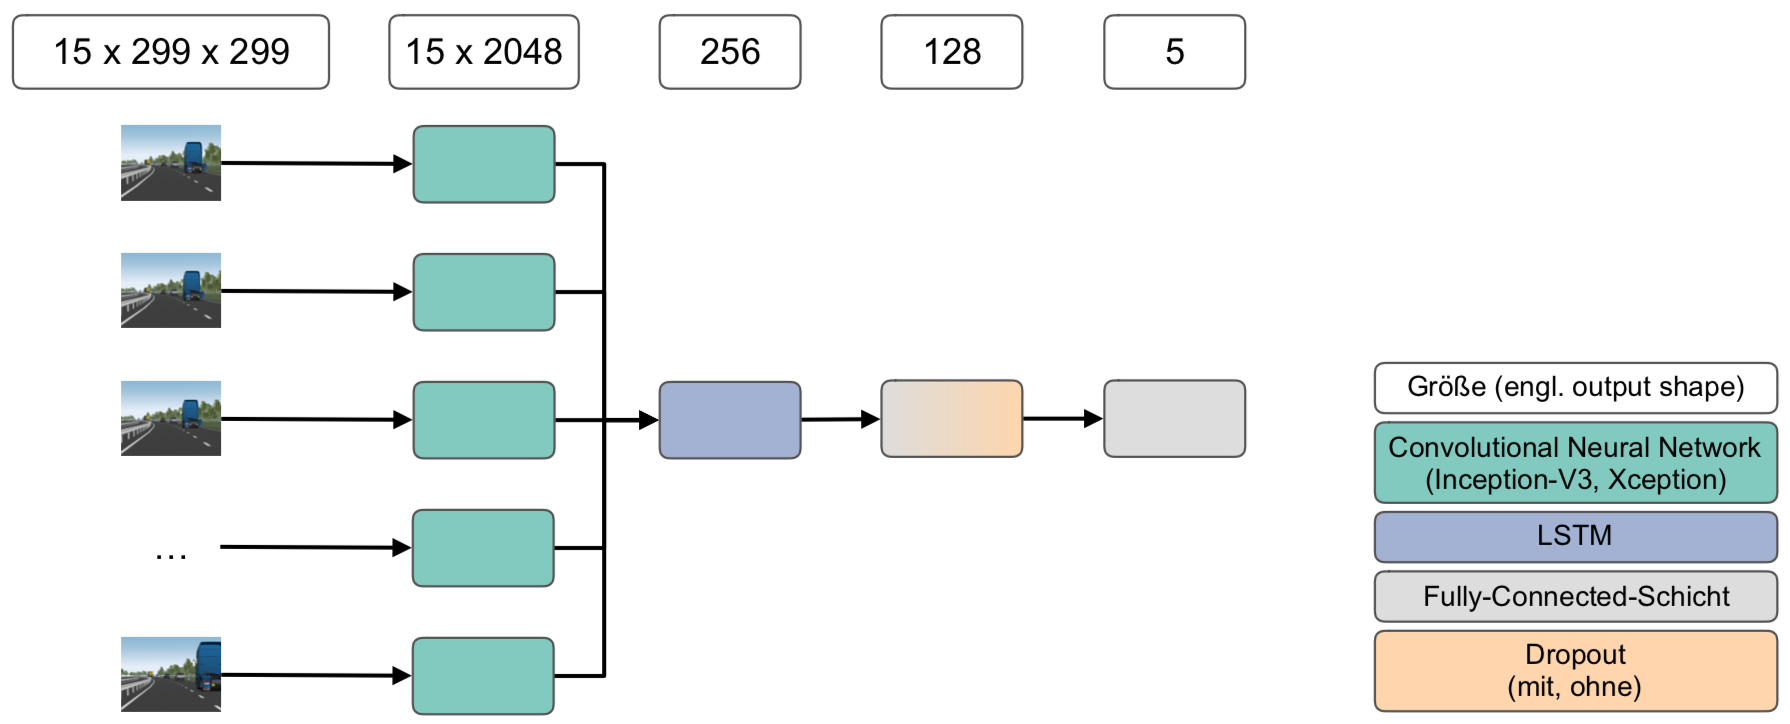 15 x 299 x 299
15 x 2048
256
128
5
...
Größe (engl. output shape)
Convolutional Neural Network
(Inception-V3, Xception)
LSTM
Fully-Connected-Schicht
Dropout
(mit, ohne)